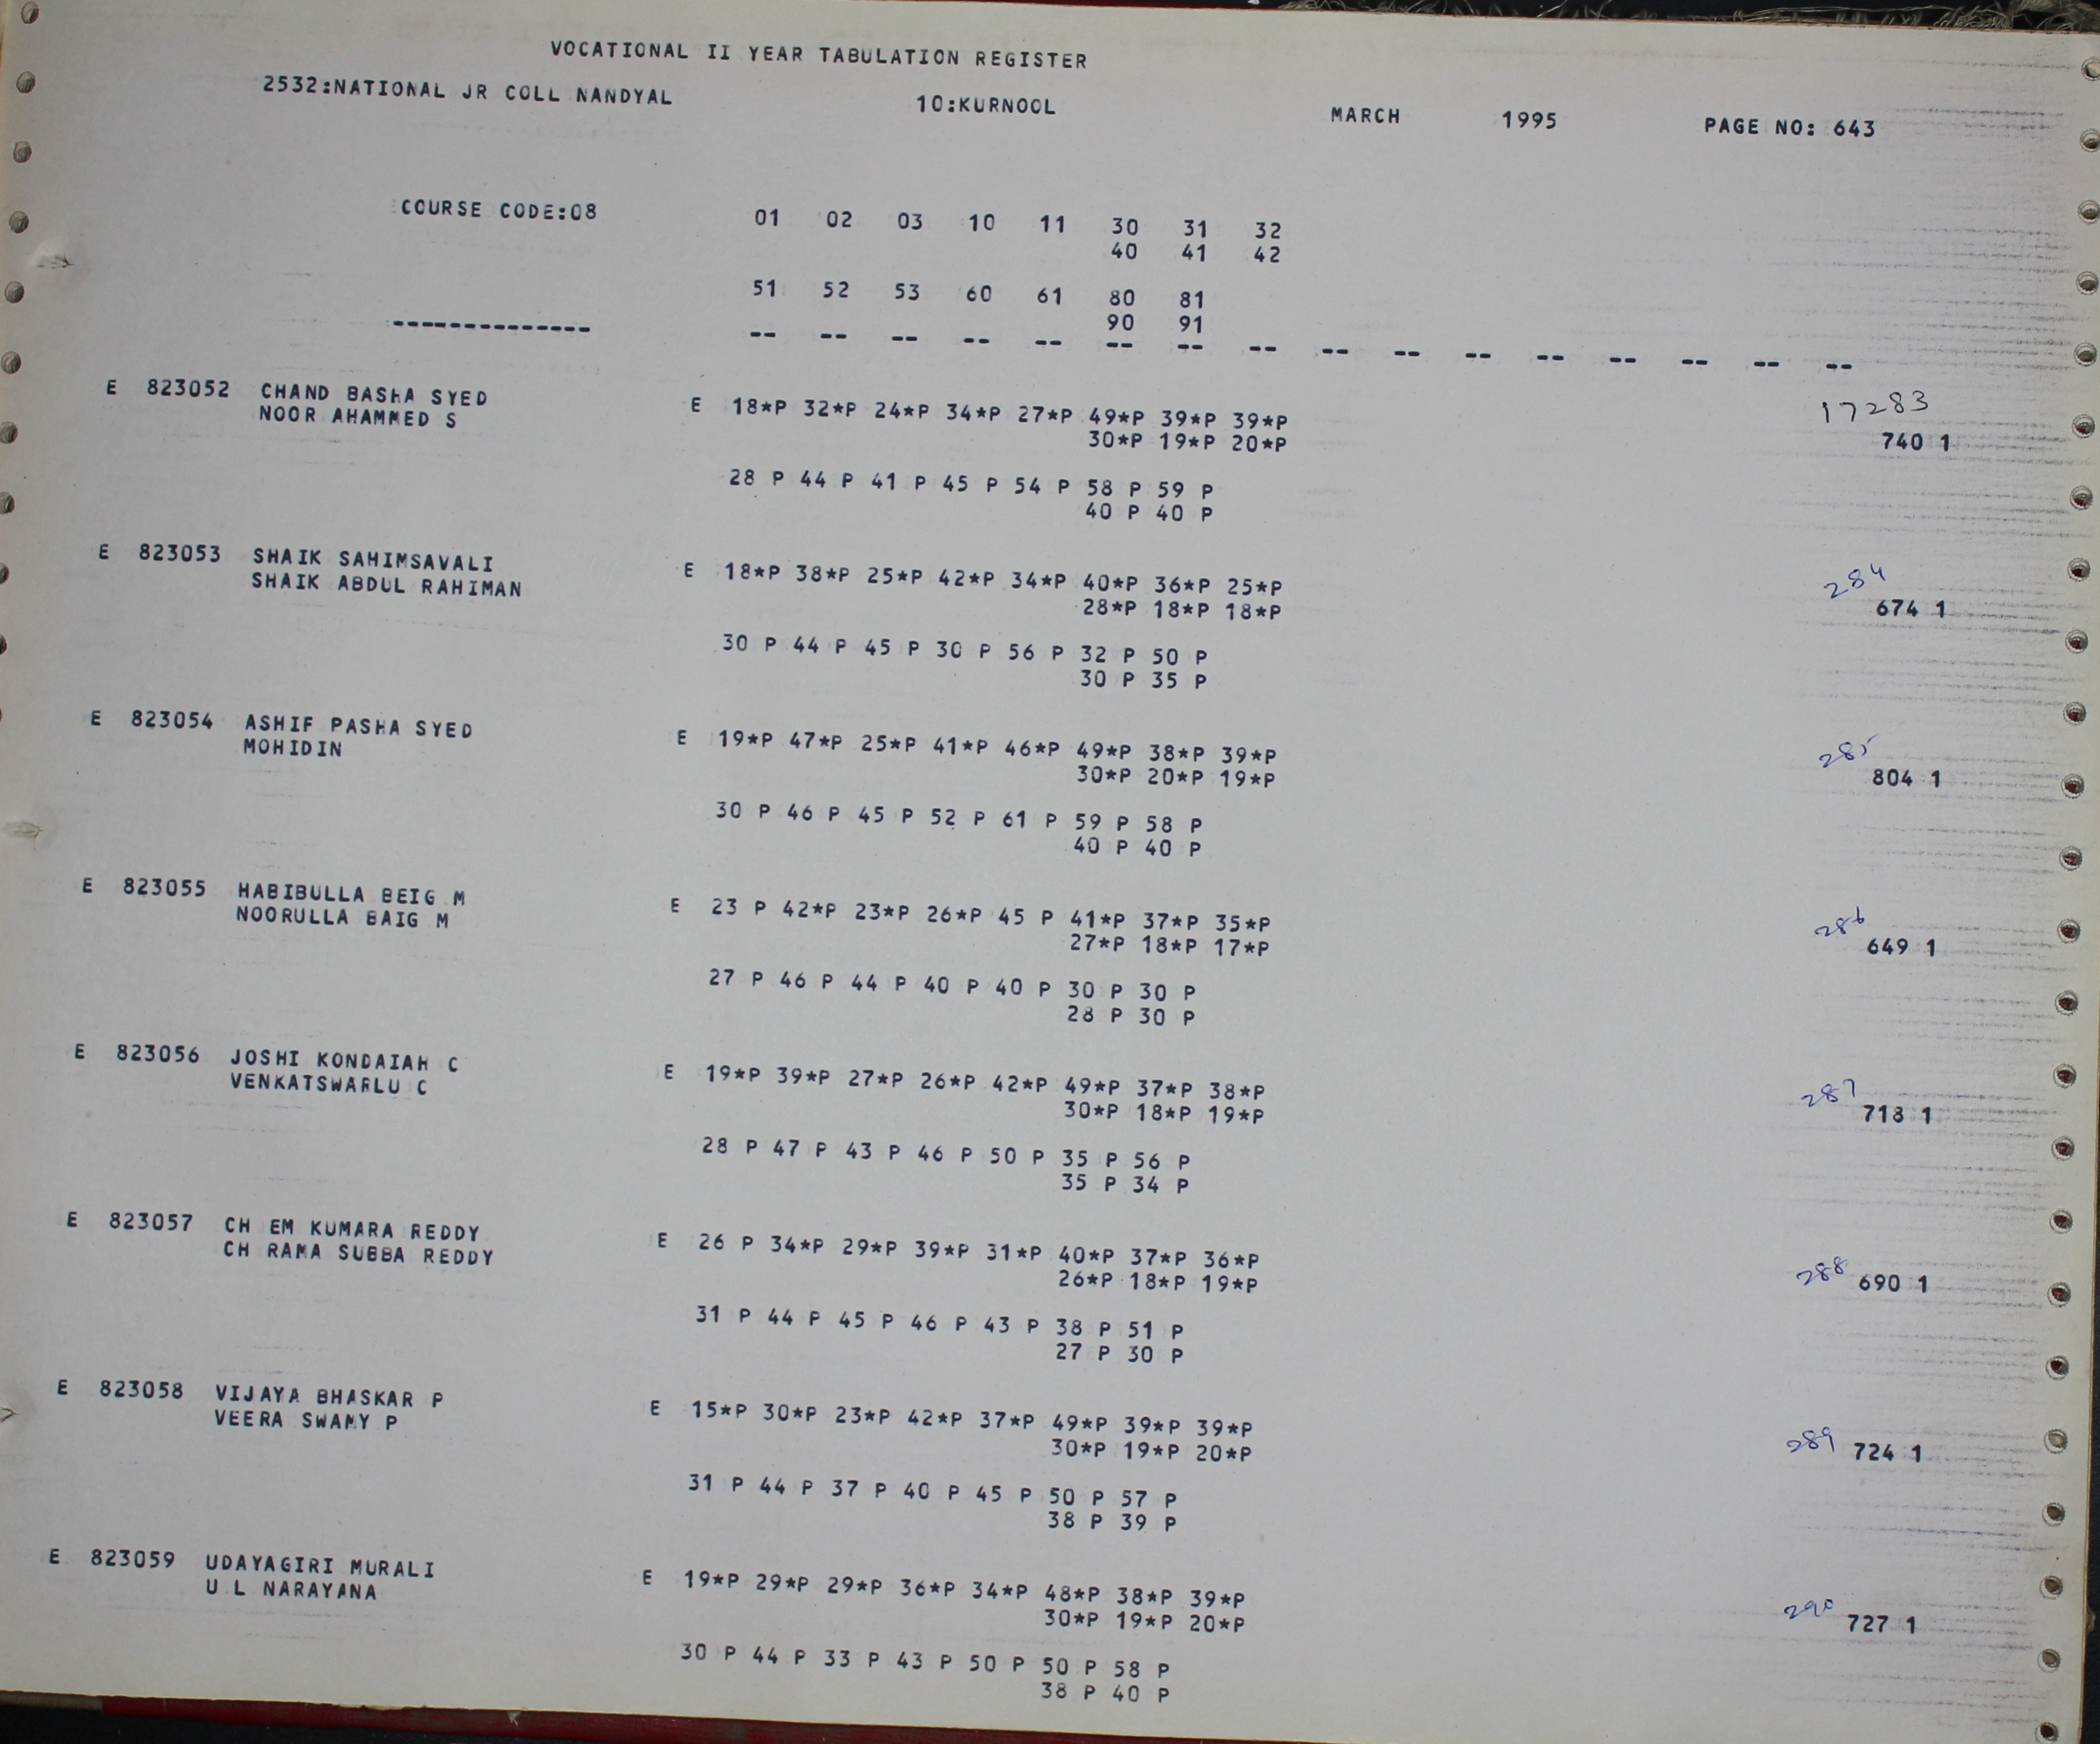 VOCATIONAL II YEAR TABULATION REGISTER
2532:NATIONAL JR COLL NANDYAL 10:KURNOOL MARCH 1995 PAGE NO: 643
COURSE CODE:08 01 02 03 10 11 30 31 32
40 41 42
51 52 53 60 61 80 81
90 91
-------------- -- -- -- -- -- -- -- -- -- -- -- -- -- -- -- --
E 823052 CHAND BASHA SYED E 18*P 32*P 24*P 34*P 27*P 49*P 39*P 39*P 17283
NOOR AHAMMED S 30*P 19*P 20*P 740 1
28 P 44 P 41 P 45 P 54 P 58 P 59 P
40 P 40 P
E 823053 SHAIK SAHIMSAVALI E 18*P 38*P 25*P 42*P 34*P 40*P 36*P 25*P 284
SHAIK ABDUL RAHIMAN 28*P 18*P 18*P 674 1
30 P 44 P 45 P 30 P 56 P 32 P 50 P
30 P 35 P
E 823054 ASHIF PASHA SYED E 19*P 47*P 25*P 41*P 46*P 49*P 38*P 39*P 285
MOHIDIN 30*P 20*P 19*P 804 1
30 P 46 P 45 P 52 P 61 P 59 P 58 P
40 P 40 P
E 823055 HABIBULLA BEIG M E 23 P 42*P 23*P 26*P 45 P 41*P 37*P 35*P 286
NOORULLA BAIG M 27*P 18*P 17*P 649 1
27 P 46 P 44 P 40 P 40 P 30 P 30 P
28 P 30 P
E 823056 JOSHI KONDAIAH C E 19*P 39*P 27*P 26*P 42*P 49*P 37*P 38*P 287
VENKATSWARLU C 30*P 18*P 19*P 718 1
28 P 47 P 43 P 46 P 50 P 35 P 56 P
35 P 34 P
E 823057 CH EM KUMARA REDDY E 26 P 34*P 29*P 39*P 31*P 40*P 37*P 36*P 288
CH RAMA SUBBA REDDY 26*P 18*P 19*P 690 1
31 P 44 P 45 P 46 P 43 P 38 P 51 P
27 P 30 P
E 823058 VIJAYA BHASKAR P E 15*P 30*P 23*P 42*P 37*P 49*P 39*P 39*P 289
VEERA SWAMY P 30*P 19*P 20*P 724 1
31 P 44 P 37 P 40 P 45 P 50 P 57 P
38 P 39 P
E 823059 UDAYAGIRI MURALI E 19*P 29*P 29*P 36*P 34*P 48*P 38*P 39*P 290
U L NARAYANA 30*P 19*P 20*P 727 1
30 P 44 P 33 P 43 P 50 P 50 P 58 P
38 P 40 P